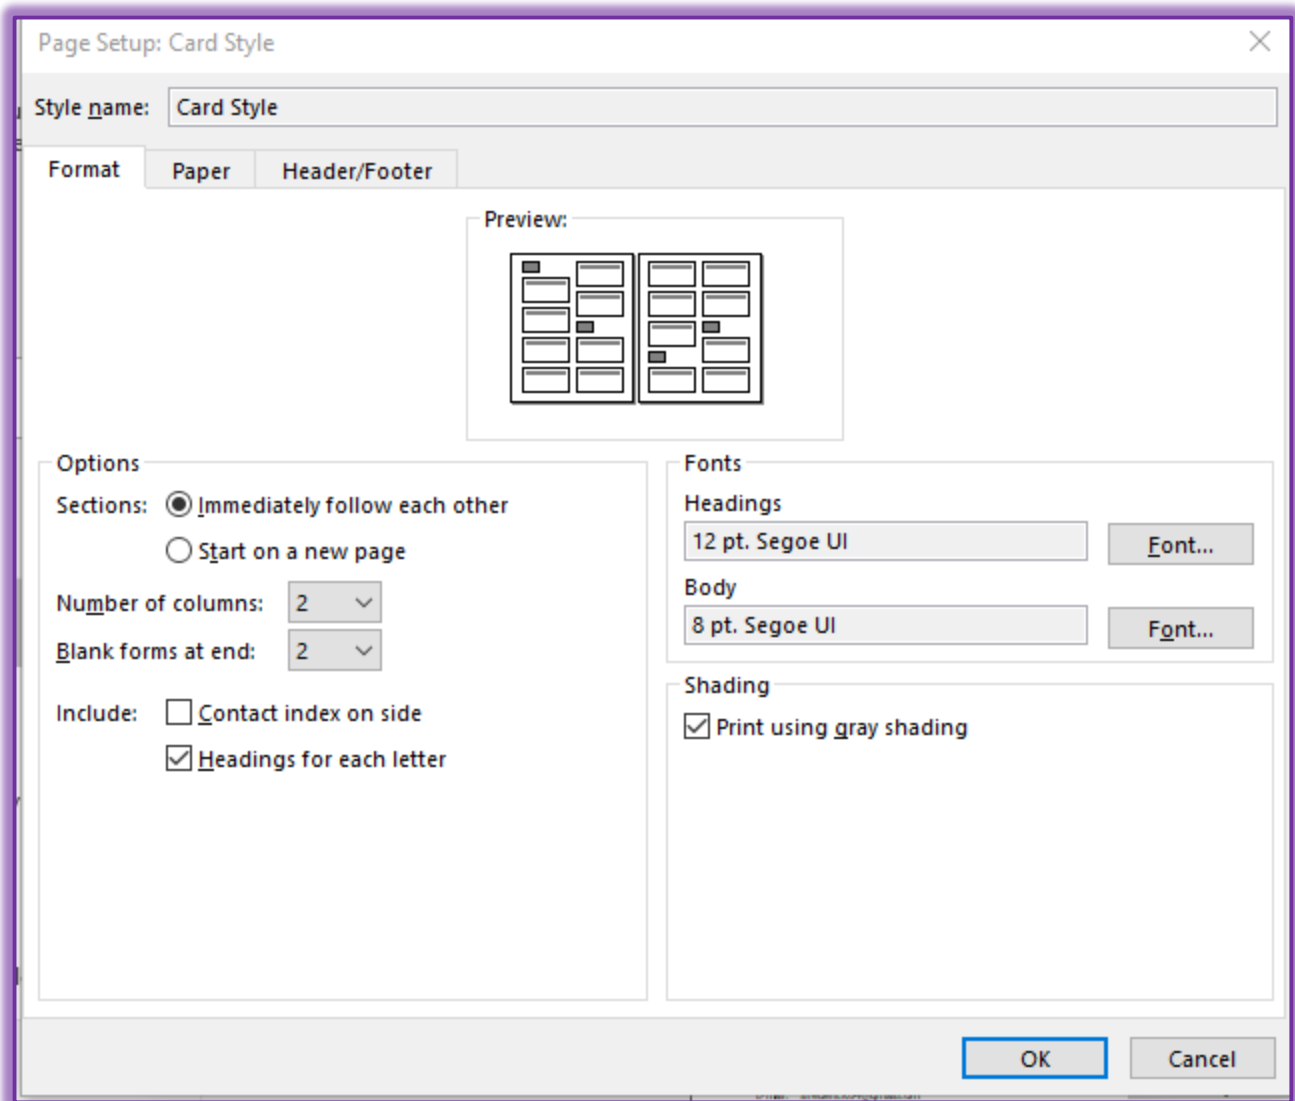 Page Setup: Card Style
Style name: Card Style
Format Paper Header/Footer
Preview:
Options
Sections: Immediately follow each other
Start on a new page
Number of columns: 2
Blank forms at end: 2
Include: Contact index on side
Headings for each letter
Fonts
Headings
12 pt. Segoe UI Font...
Body
8 pt. Segoe UI Font...
Shading
Print using gray shading
OK Cancel